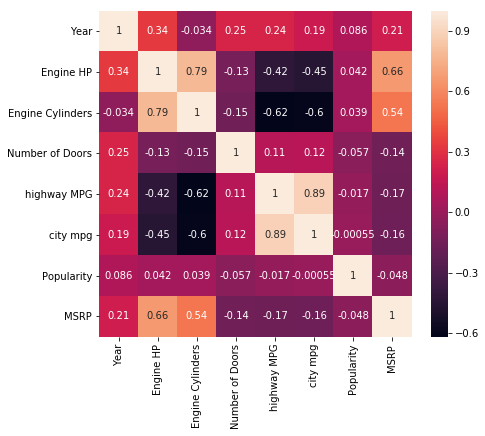 Year 1 0.34 -0.034 0.25 0.24 0.19 0.086 0.21
Engine HP 0.34 1 0.79 -0.13 -0.42 -0.45 0.042 0.66
Engine Cylinders -0.034 0.79 1 -0.15 -0.62 -0.6 0.039 0.54
Number of Doors 0.25 -0.13 -0.15 1 0.11 0.12 -0.057 -0.14
highway MPG 0.24 -0.42 -0.62 0.11 1 0.89 -0.017 -0.17
city mpg 0.19 -0.45 -0.6 0.12 0.89 1 -0.00055 -0.16
Popularity 0.086 0.042 0.039 -0.057 -0.017 -0.00055 1 -0.048
MSRP 0.21 0.66 0.54 -0.14 -0.17 -0.16 -0.048 1
Year Engine HP Engine Cylinders Number of Doors highway MPG city mpg Popularity MSRP
0.9
0.6
0.3
0.0
-0.3
-0.6